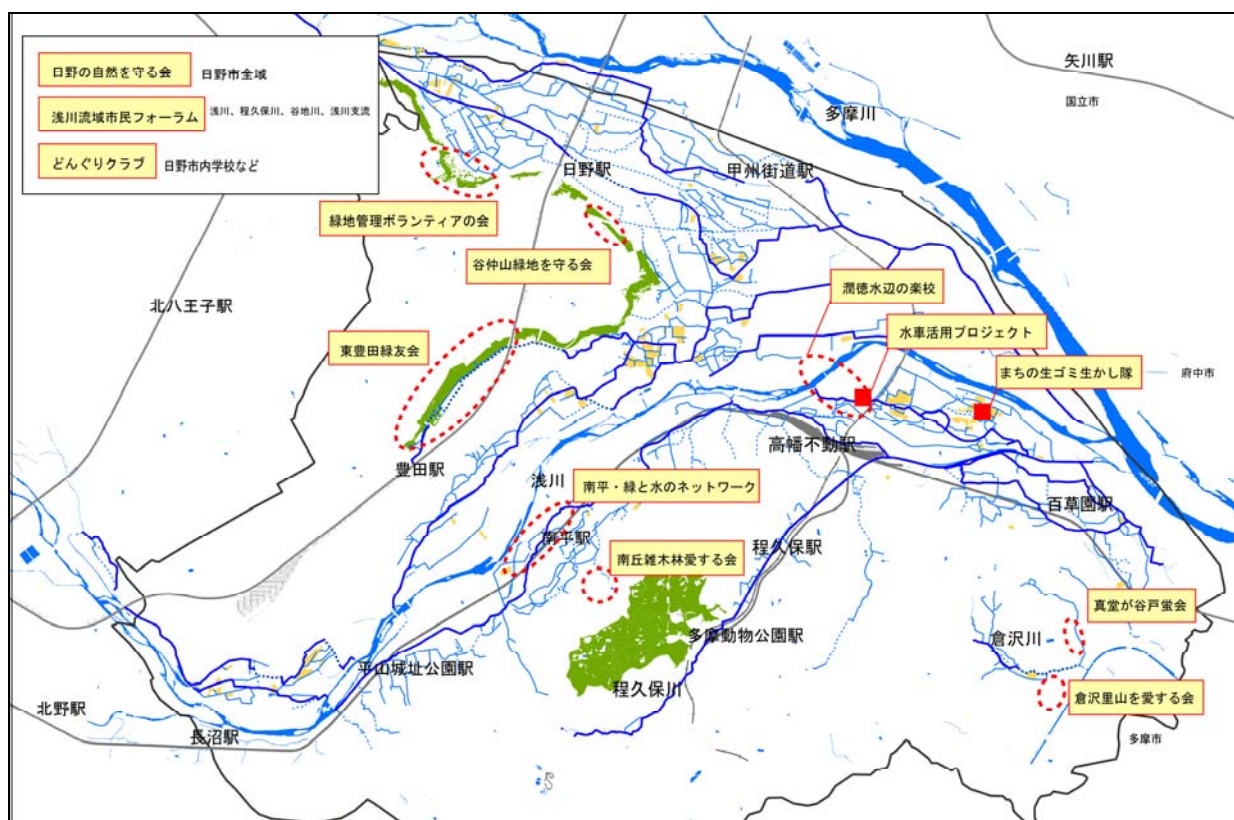 日野の自然を守る会 日野市全域
浅川流域市民フォーラム 浅川、程久保川、谷地川、浅川支流
どんぐりクラブ 日野市内学校など
矢川駅
国立市
多摩川
日野駅
甲州街道駅
緑地管理ボランティアの会
谷仲山緑地を守る会
潤徳水辺の楽校
北八王子駅
水車活用プロジェクト
東豊田緑友会
まちの生ゴミ生かし隊
府中市
高幡不動駅
豊田駅
浅川
南平・緑と水のネットワーク
百草園駅
南平駅
程久保駅
南丘雑木林愛する会
真堂が谷戸蛍会
多摩動物公園駅
倉沢川
平山城址公園駅
程久保川
倉沢里山を愛する会
北野駅
長沼駅
多摩市